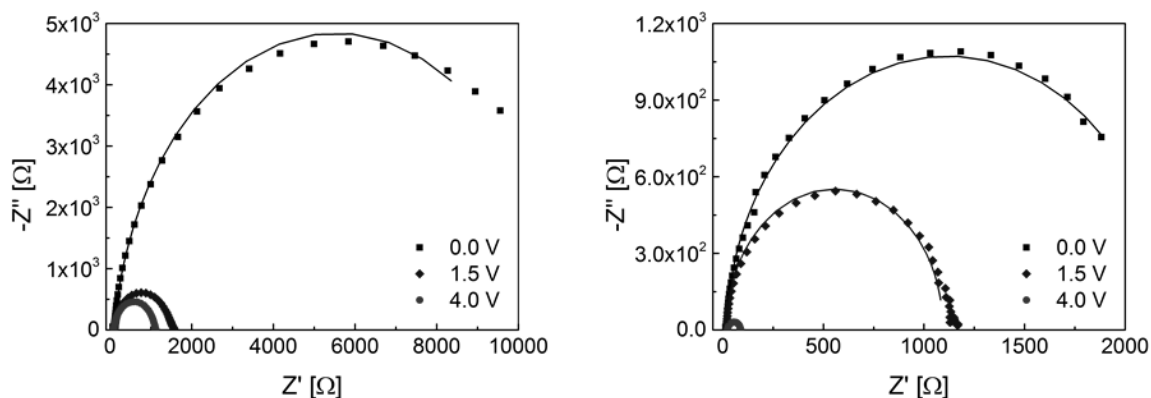 5x10³
4x10³
3x10³
2x10³
1x10³
0
-Z'' [Ω]
0.0 V
1.5 V
4.0 V
0 2000 4000 6000 8000 10000
Z' [Ω]
1.2x10³
9.0x10²
6.0x10²
3.0x10²
0.0
-Z'' [Ω]
0.0 V
1.5 V
4.0 V
0 500 1000 1500 2000
Z' [Ω]